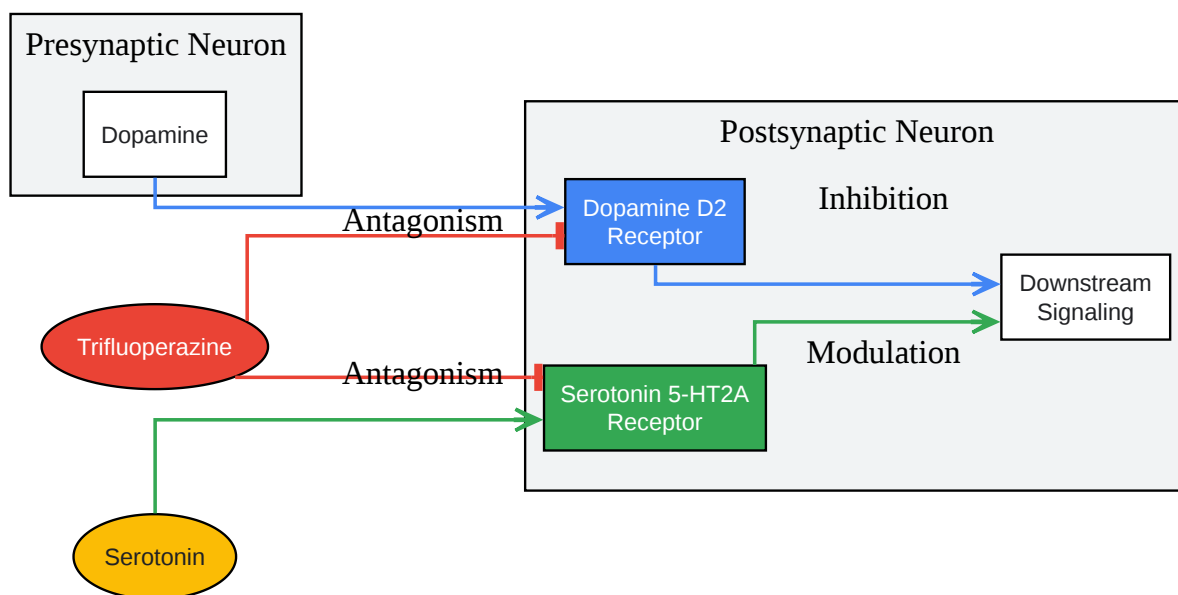 Presynaptic Neuron
Dopamine
Postsynaptic Neuron
Dopamine D2
Receptor
Inhibition
Antagonism
Downstream
Signaling
Trifluoperazine
Modulation
Antagonism
Serotonin 5-HT2A
Receptor
Serotonin